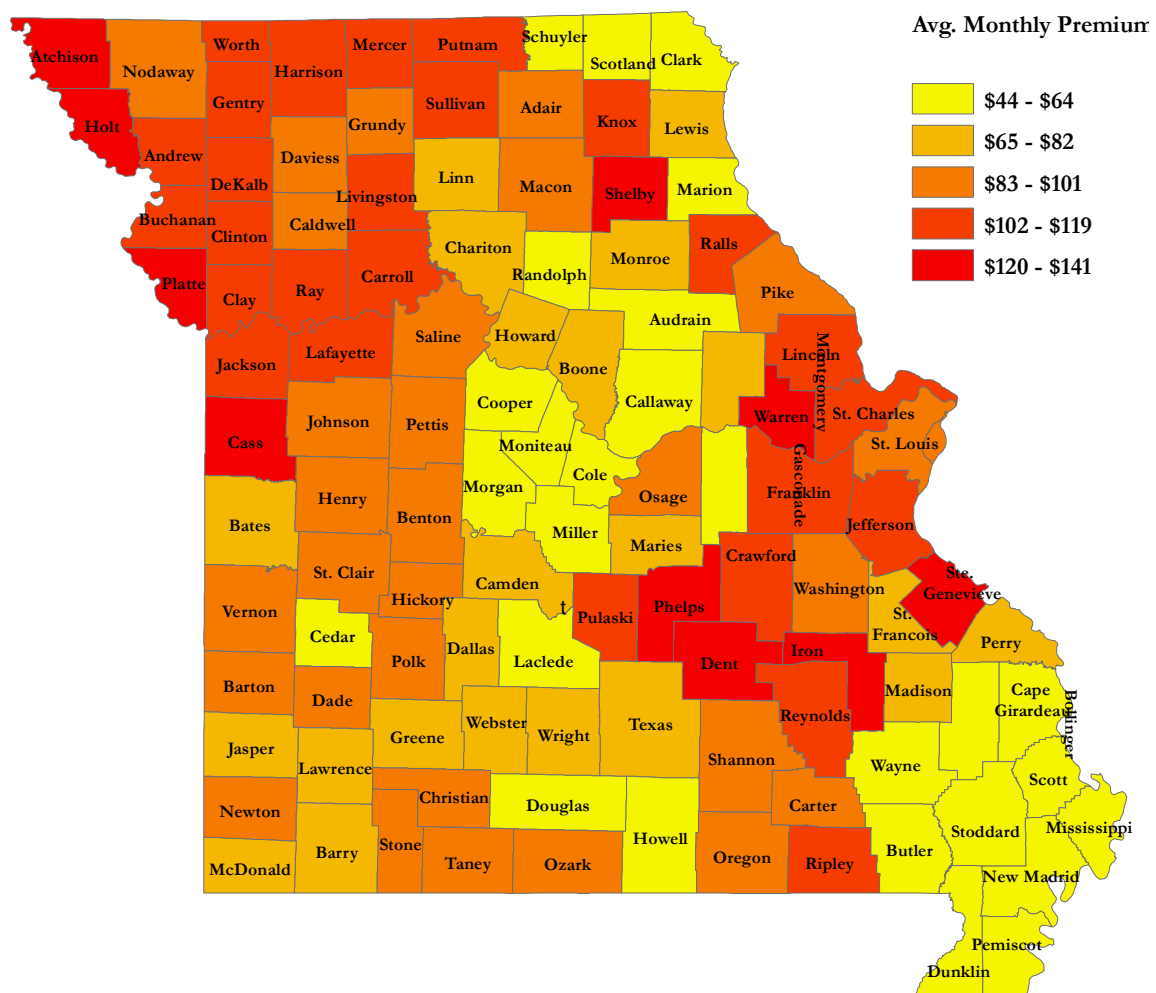 Avg. Monthly Premium
$44 - $64
$65 - $82
$83 - $101
$102 - $119
$120 - $141
Atchison
Nodaway
Worth
Harrison
Mercer
Putnam
Schuyler
Scotland
Clark
Holt
Andrew
Gentry
Daviess
Grundy
Sullivan
Adair
Knox
Lewis
DeKalb
Livingston
Linn
Macon
Shelby
Marion
Buchanan
Clinton
Caldwell
Chariton
Randolph
Monroe
Ralls
Platte
Clay
Ray
Carroll
Pike
Audrain
Saline
Howard
Boone
Jackson
Lafayette
Lincoln
Montgomery
Callaway
Cooper
Warren
St. Charles
Cass
Johnson
Pettis
Moniteau
St. Louis
Cole
Gasconade
Morgan
Osage
Franklin
Henry
Benton
Bates
Miller
Maries
Jefferson
Crawford
St. Clair
Camden
Washington
Ste.
Genevieve
Hickory
Vernon
t
Pulaski
Phelps
St.
Francois
Cedar
Dallas
Laclede
Iron
Perry
Polk
Dent
Barton
Dade
Madison
Cape
Girardeau
Bollinger
Reynolds
Webster
Wright
Texas
Greene
Jasper
Lawrence
Shannon
Wayne
Scott
Newton
Christian
Douglas
Carter
Stoddard
Mississippi
Howell
Stone
Barry
Butler
McDonald
Taney
Ozark
Oregon
Ripley
New Madrid
Pemiscot
Dunklin